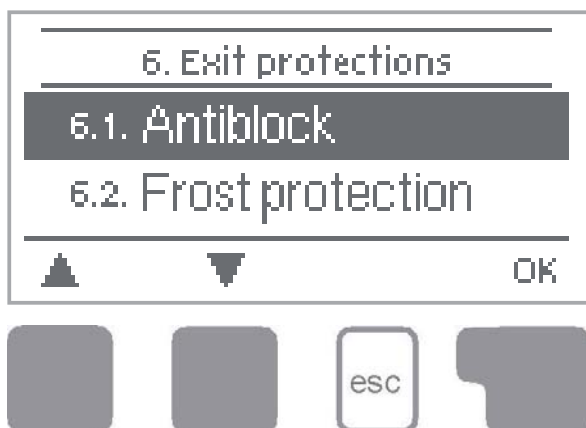 6. Exit protections
6.1. Antiblock
6.2. Frost protection
OK
esc